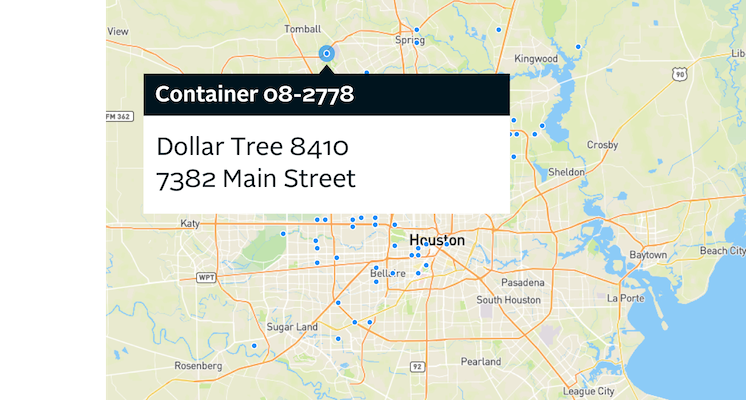 View
Tomball
Spring
Kingwood
90
Container 08-2778
FM 362
Dollar Tree 8410
7382 Main Street
Crosby
Sheldon
Katy
Houston
Beach City
Baytown
WPT
Bellaire
Pasadena
South Houston
La Porte
Sugar Land
Rosenberg
92
Pearland
League City